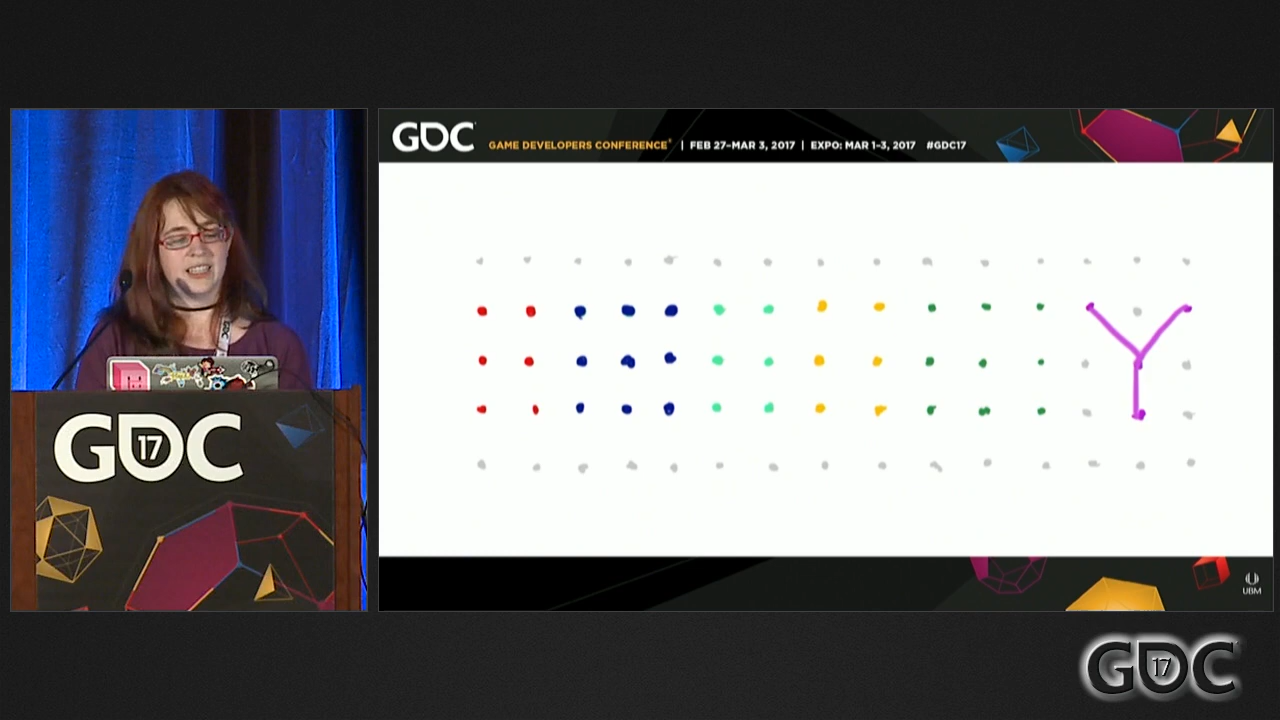 GDC
GAME DEVELOPERS CONFERENCE® | FEB 27–MAR 3, 2017 | EXPO: MAR 1–3, 2017 #GDC17
Y
GDC
17
UBM
GDC
17